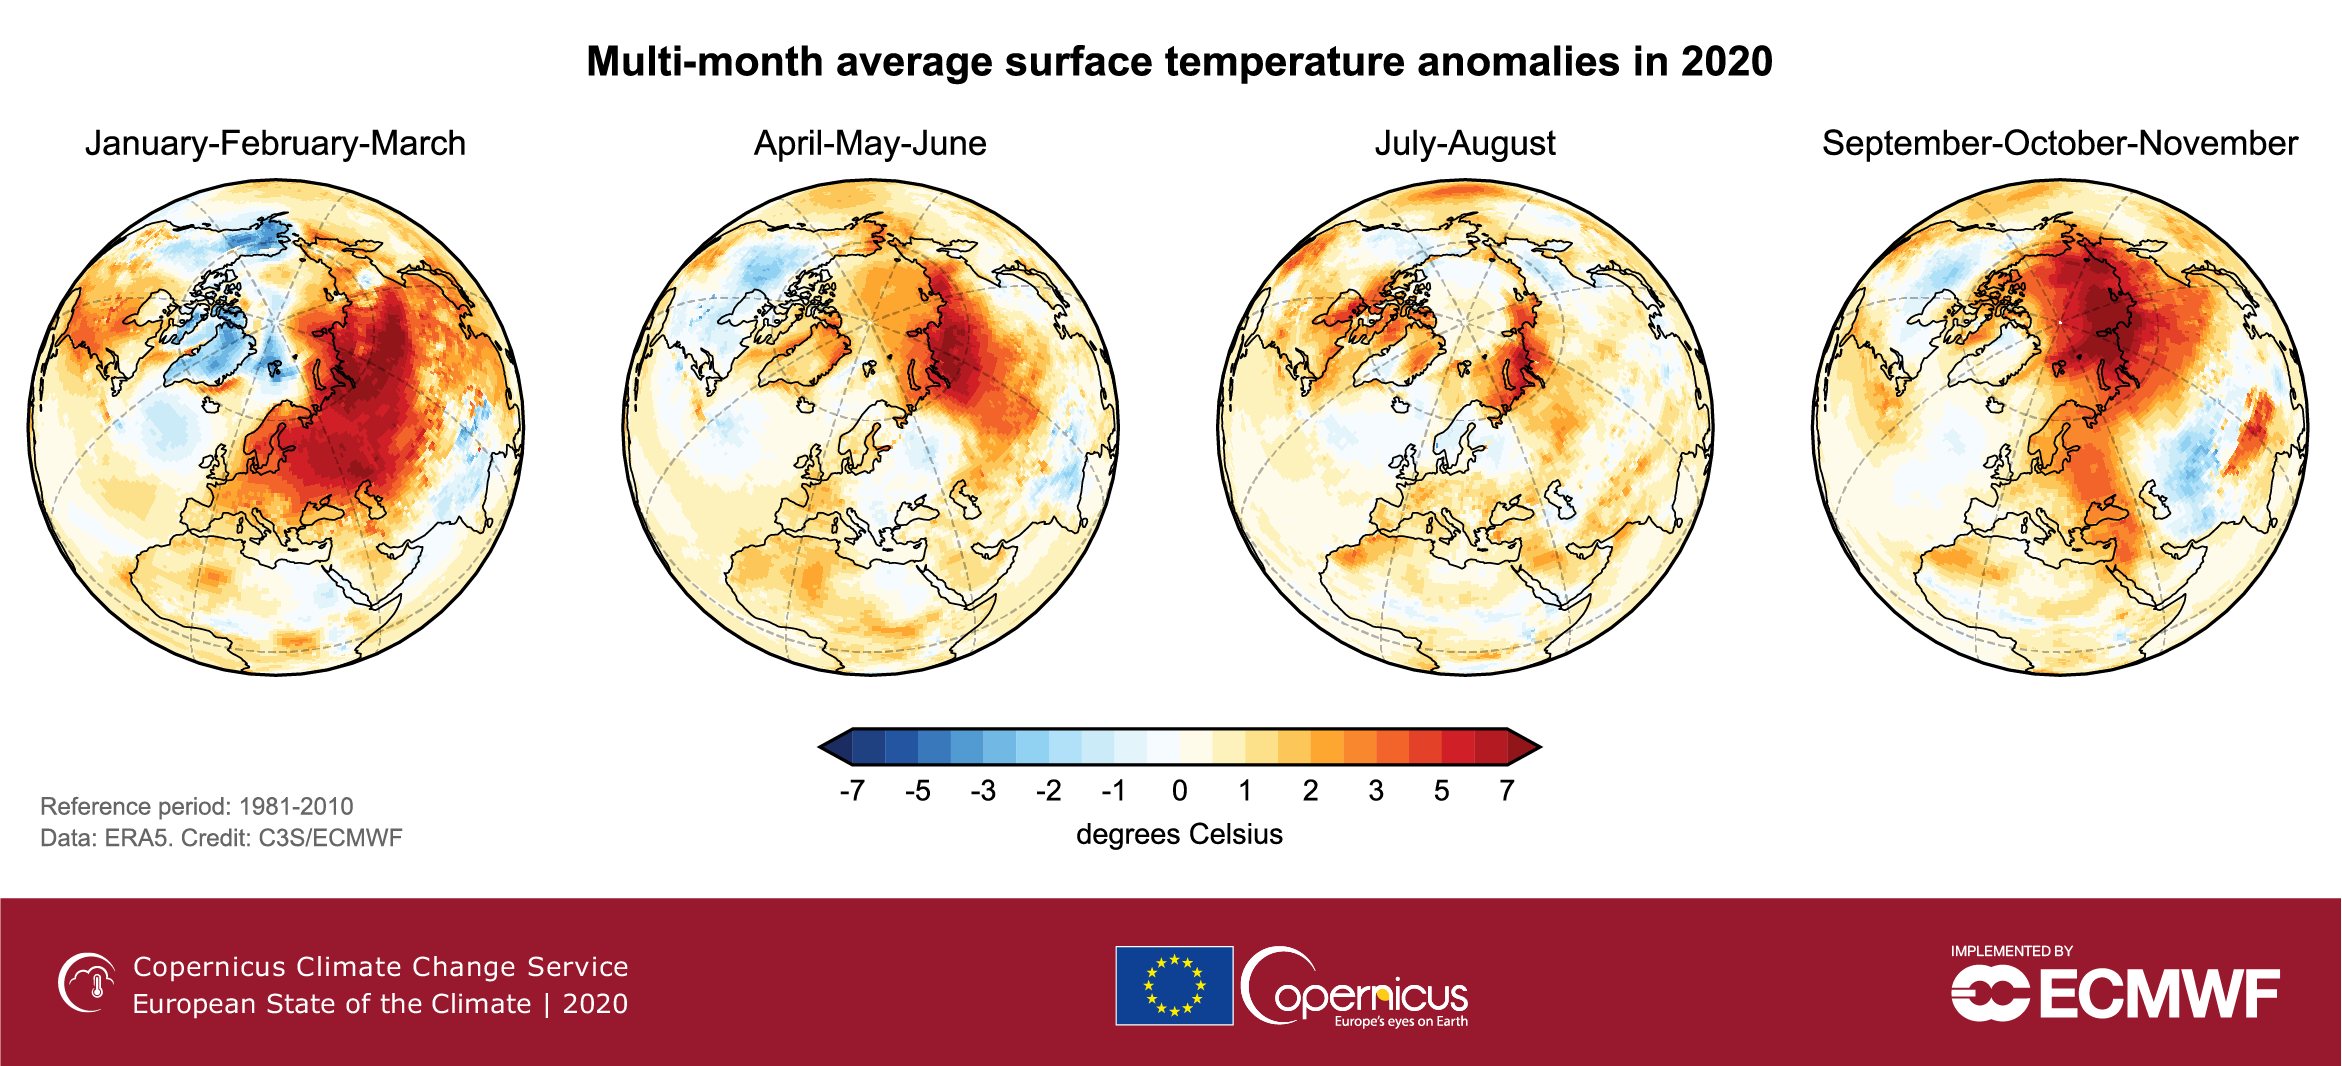 Multi-month average surface temperature anomalies in 2020
January-February-March
April-May-June
July-August
September-October-November
-7 -5 -3 -2 -1 0 1 2 3 5 7
degrees Celsius
Reference period: 1981-2010
Data: ERA5. Credit: C3S/ECMWF
Copernicus Climate Change Service
European State of the Climate | 2020
Copernicus
Europe's eyes on Earth
IMPLEMENTED BY
ECMWF